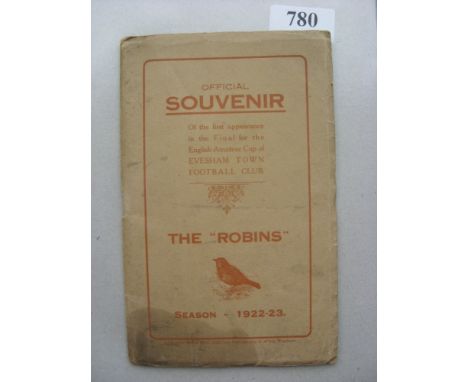 780
OFFICIAL
SOUVENIR
Of the first appearance
in the Final for the
English Amateur Cup of
EVESHAM TOWN
FOOTBALL CLUB
THE "ROBINS"
SEASON - 1922-23.